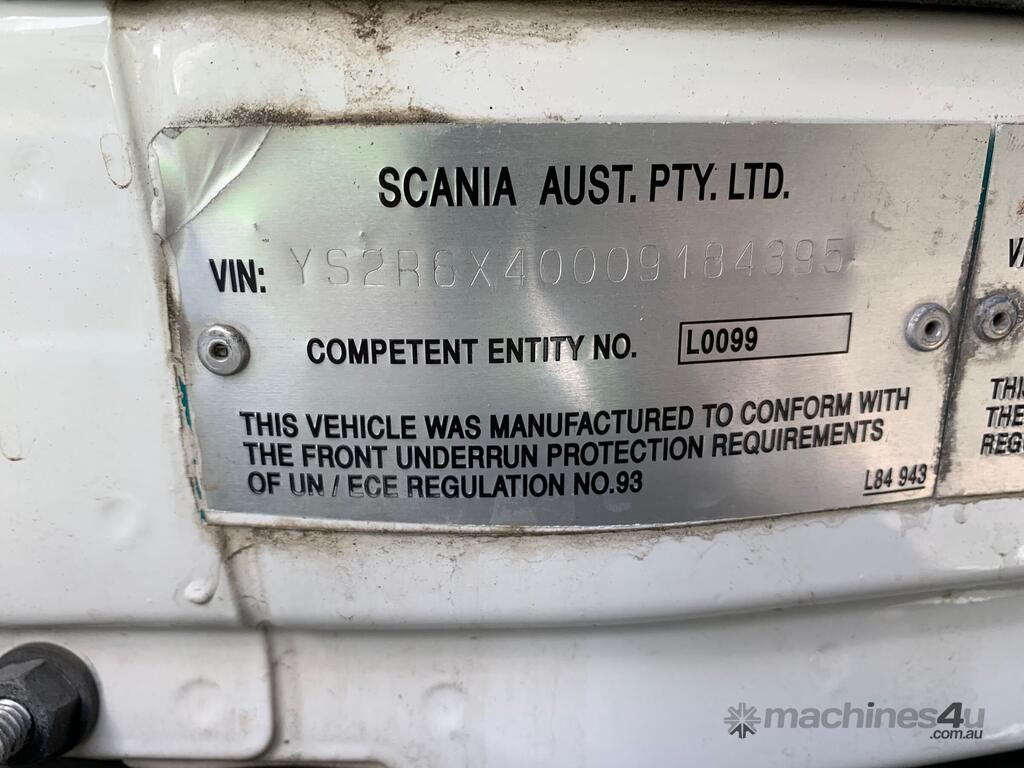 SCANIA AUST. PTY. LTD.
VIN: YS2R6X40009184395
COMPETENT ENTITY NO. L0099
THIS VEHICLE WAS MANUFACTURED TO CONFORM WITH
THE FRONT UNDERRUN PROTECTION REQUIREMENTS
OF UN / ECE REGULATION NO.93
L84 943
machines4u
.com.au